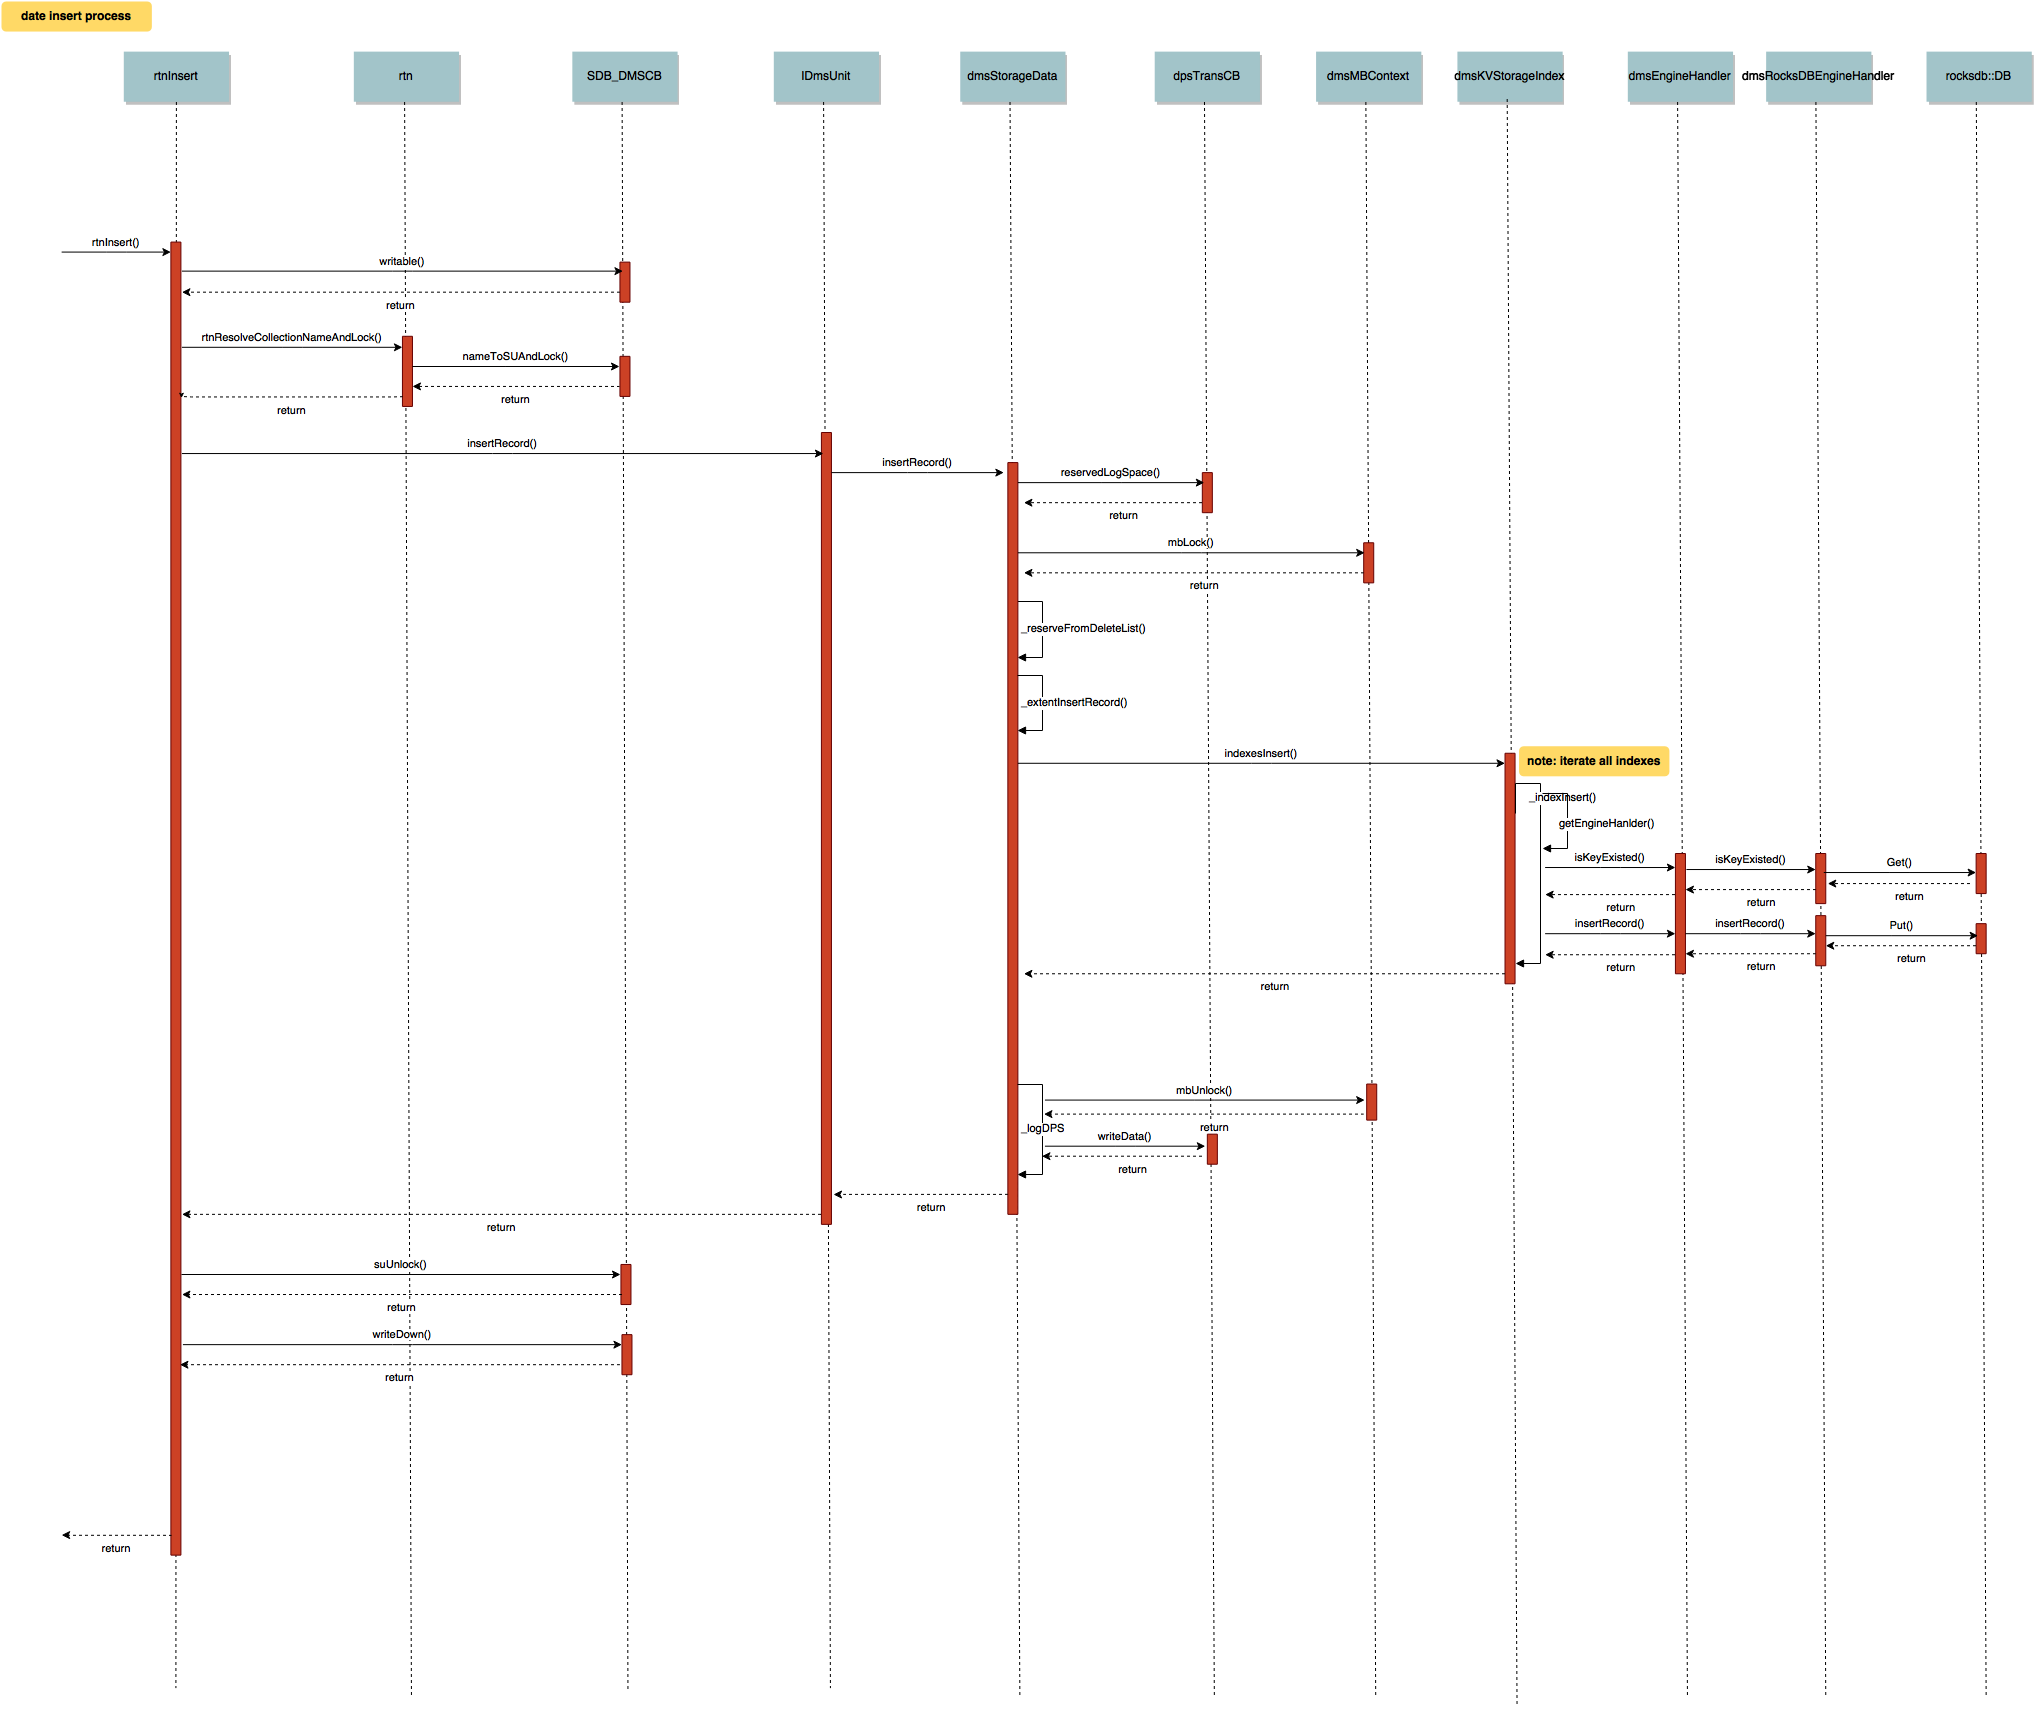 date insert process
rtnInsert
rtn
SDB_DMSCB
IDmsUnit
dmsStorageData
dpsTransCB
dmsMBContext
dmsKVStorageIndex
dmsEngineHandler
dmsRocksDBEngineHandler
rocksdb::DB
rtnInsert()
writable()
return
rtnResolveCollectionNameAndLock()
nameToSUAndLock()
return
return
insertRecord()
insertRecord()
reservedLogSpace()
return
mbLock()
return
_reserveFromDeleteList()
_extentInsertRecord()
indexesInsert()
note: iterate all indexes
_indexInsert()
getEngineHanlder()
isKeyExisted()
isKeyExisted()
Get()
return
return
return
insertRecord()
insertRecord()
Put()
return
return
return
return
mbUnlock()
return
_logDPS
writeData()
return
return
return
suUnlock()
return
writeDown()
return
return